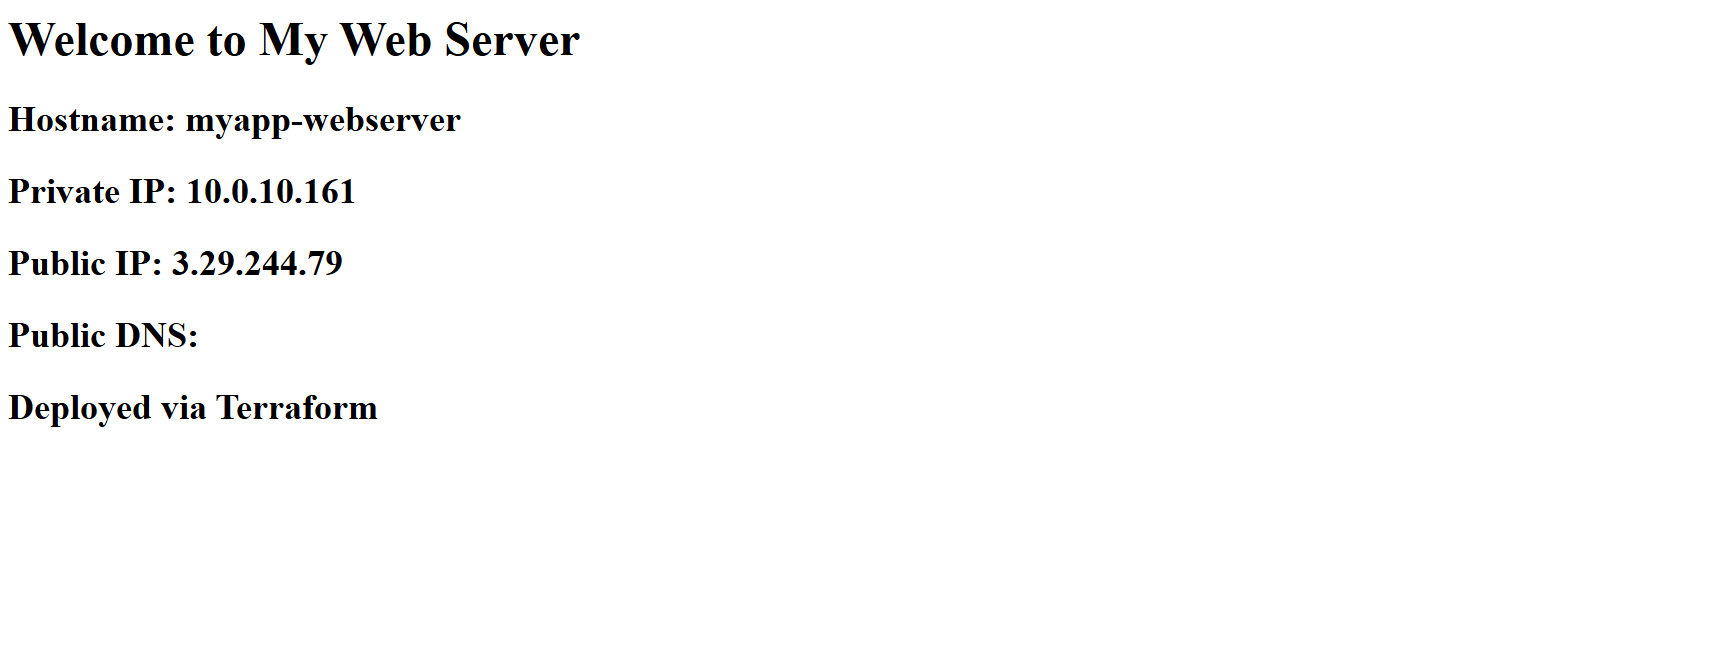 Welcome to My Web Server
Hostname: myapp-webserver
Private IP: 10.0.10.161
Public IP: 3.29.244.79
Public DNS:
Deployed via Terraform